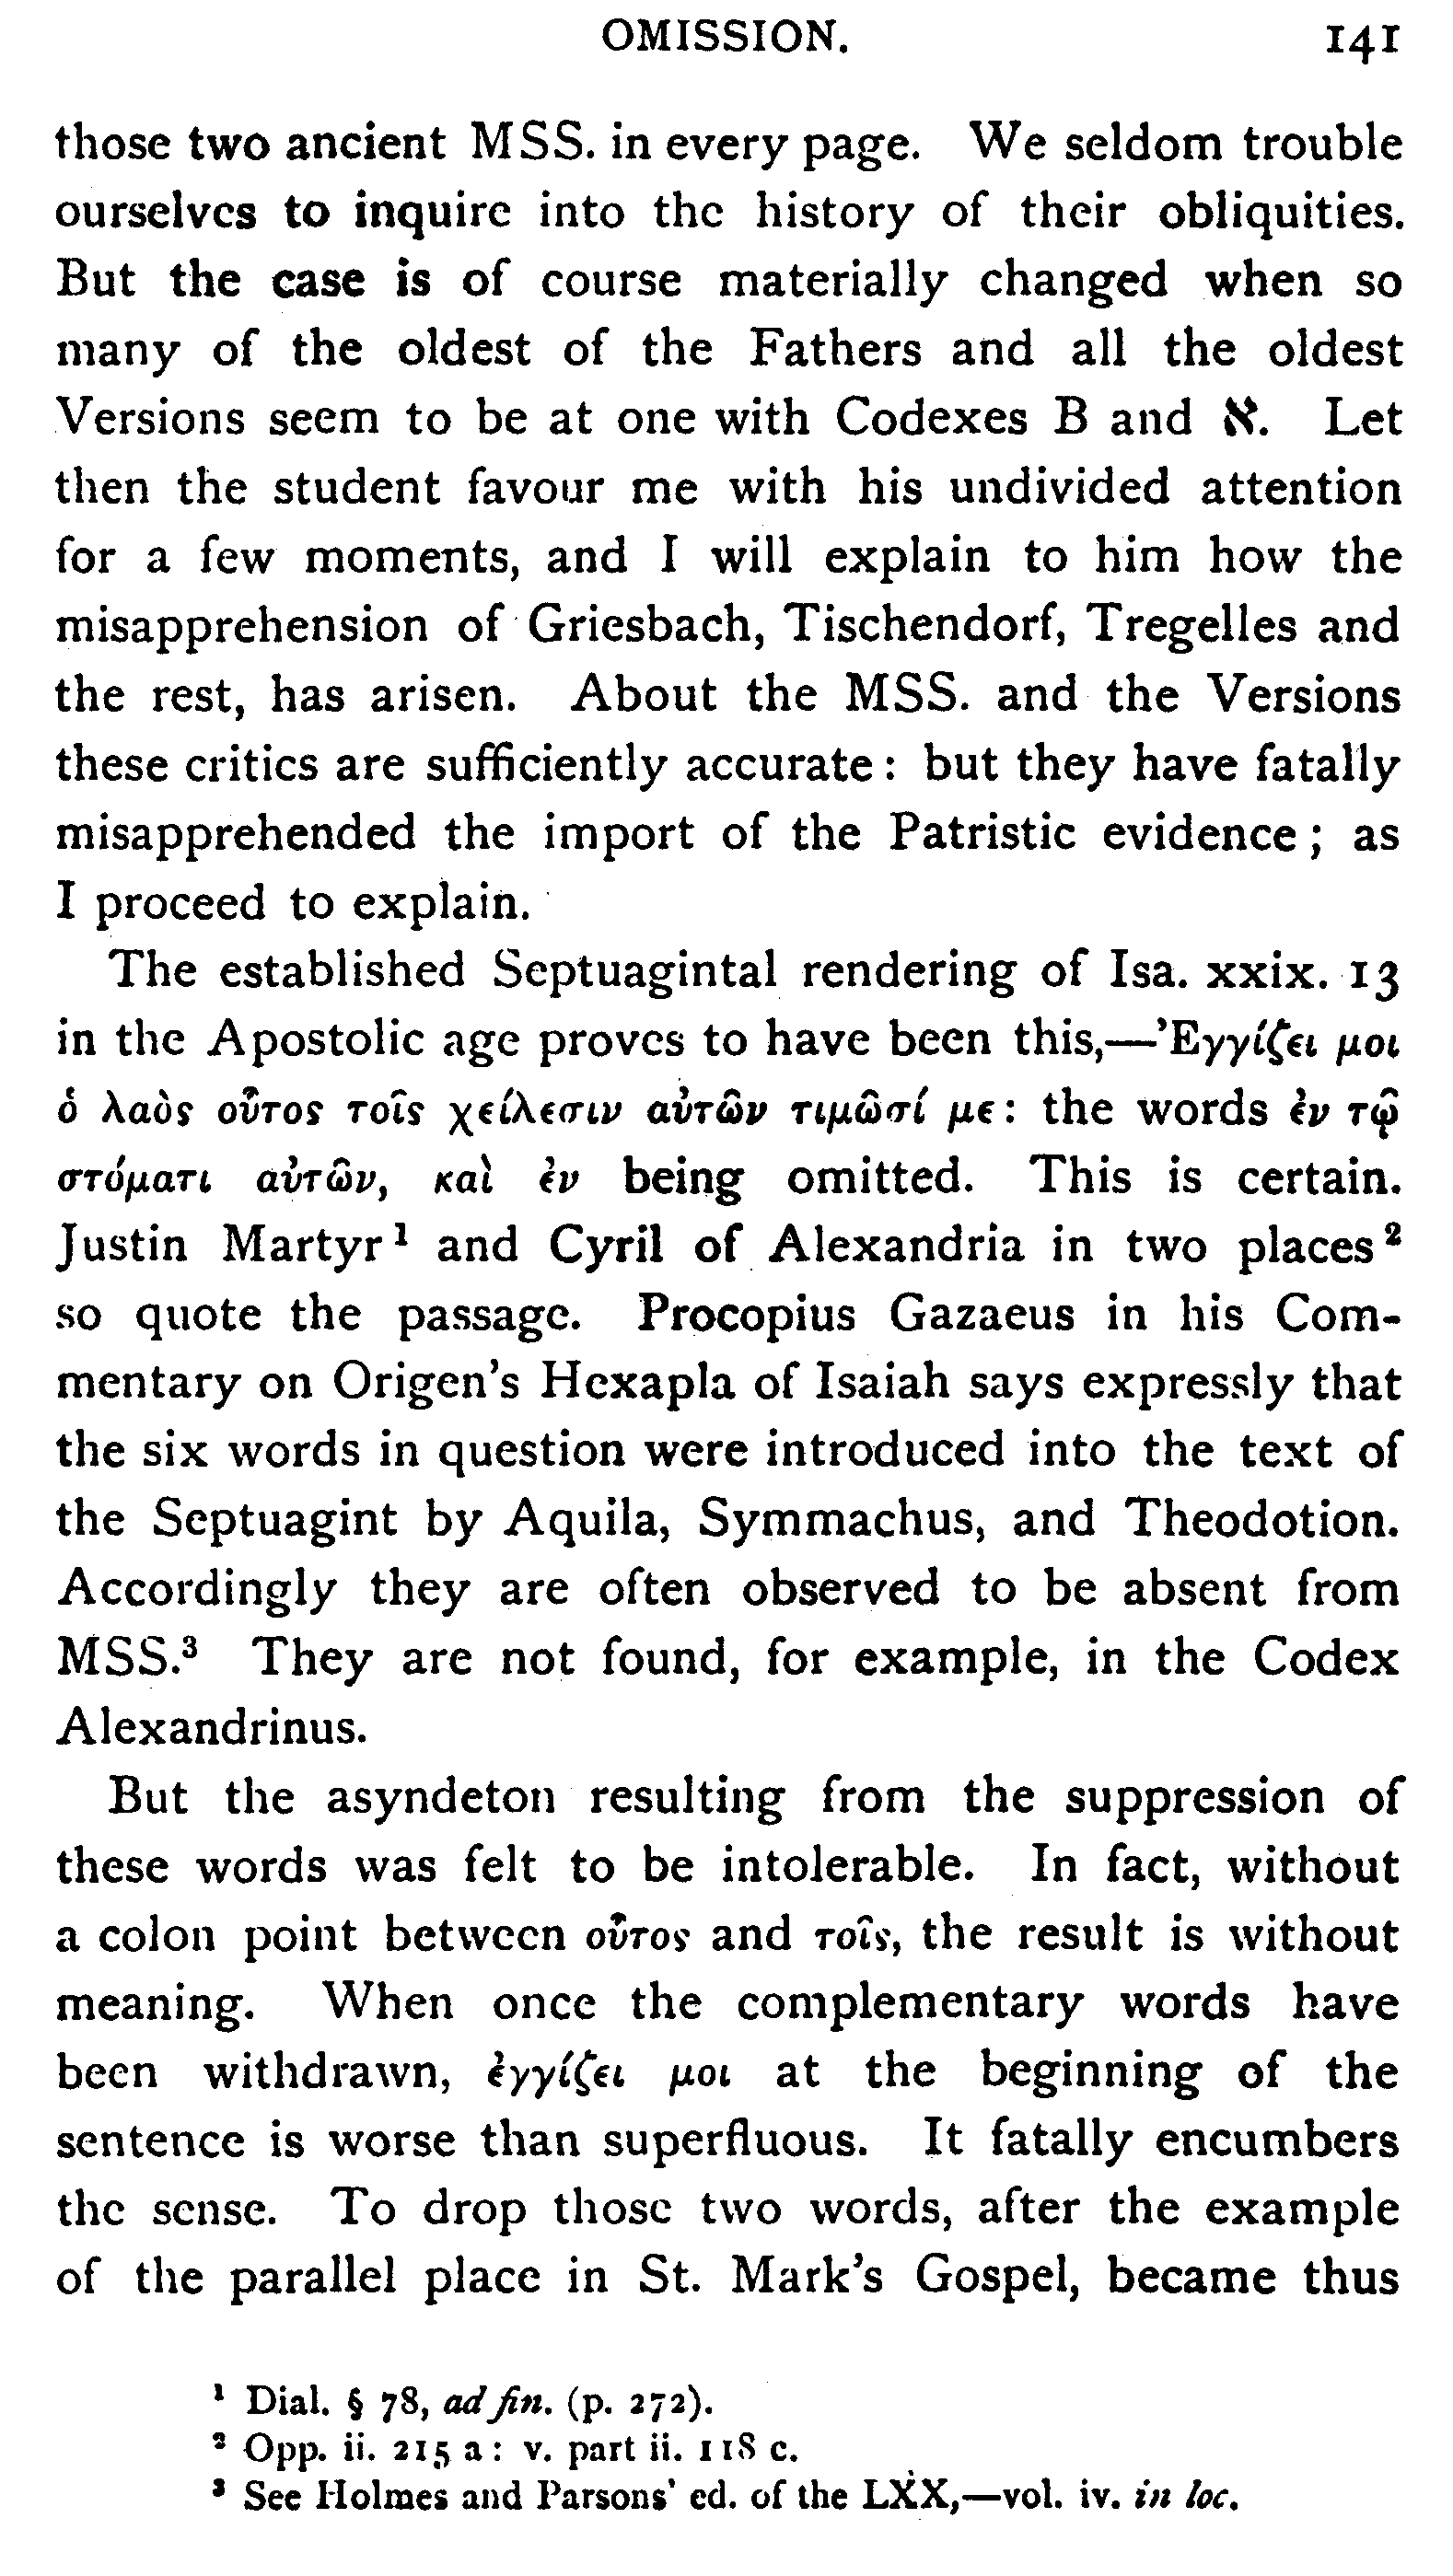 OMISSION. 141
those two ancient MSS. in every page. We seldom trouble
ourselves to inquire into the history of their obliquities.
But the case is of course materially changed when so
many of the oldest of the Fathers and all the oldest
Versions seem to be at one with Codexes B and א. Let
then the student favour me with his undivided attention
for a few moments, and I will explain to him how the
misapprehension of Griesbach, Tischendorf, Tregelles and
the rest, has arisen. About the MSS. and the Versions
these critics are sufficiently accurate: but they have fatally
misapprehended the import of the Patristic evidence; as
I proceed to explain.
The established Septuagintal rendering of Isa. xxix. 13
in the Apostolic age proves to have been this,—Ἐγγίζει μοι
ὁ λαὸς οὗτος τοῖς χείλεσιν αὐτῶν τιμῶσί με: the words ἐν τῷ
στόματι αὐτῶν, καὶ ἐν being omitted. This is certain.
Justin Martyr¹ and Cyril of Alexandria in two places²
so quote the passage. Procopius Gazaeus in his Com-
mentary on Origen's Hexapla of Isaiah says expressly that
the six words in question were introduced into the text of
the Septuagint by Aquila, Symmachus, and Theodotion.
Accordingly they are often observed to be absent from
MSS.³ They are not found, for example, in the Codex
Alexandrinus.
But the asyndeton resulting from the suppression of
these words was felt to be intolerable. In fact, without
a colon point between οὗτος and τοῖς, the result is without
meaning. When once the complementary words have
been withdrawn, ἐγγίζει μοι at the beginning of the
sentence is worse than superfluous. It fatally encumbers
the sense. To drop those two words, after the example
of the parallel place in St. Mark's Gospel, became thus
¹ Dial. § 78, ad fin. (p. 272).
² Opp. ii. 215 a: v. part ii. 118 c.
³ See Holmes and Parsons' ed. of the LXX,—vol. iv. in loc.